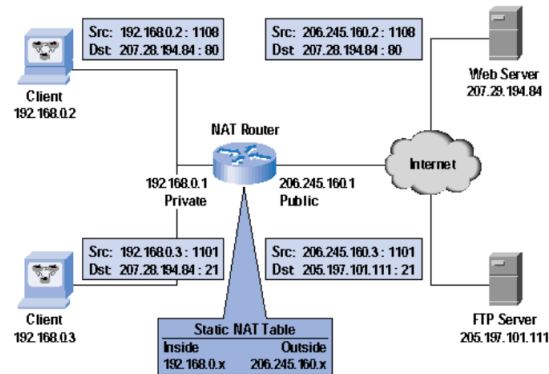 Src: 192.168.0.2 : 1108
Dst: 207.28.194.84 : 80
Src: 206.245.160.2 : 1108
Dst: 207.28.194.84 : 80
Client
192.168.0.2
Web Server
207.29.194.84
NAT Router
Internet
192.168.0.1
Private
206.245.160.1
Public
Src: 192.168.0.3 : 1101
Dst: 207.28.194.84 : 21
Src: 206.245.160.3 : 1101
Dst: 205.197.101.111 : 21
Client
192.168.0.3
FTP Server
205.197.101.111
Static NAT Table
Inside Outside
192.168.0.x 206.245.160.x